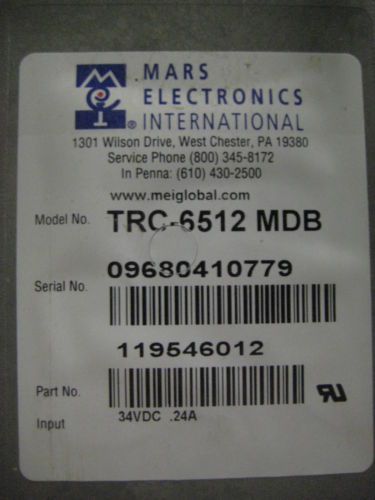 MARS
ELECTRONICS
® INTERNATIONAL
1301 Wilson Drive, West Chester, PA 19380
Service Phone (800) 345-8172
In Penna: (610) 430-2500
www.meiglobal.com
Model No. TRC-6512 MDB
09680410779
Serial No.
119546012
Part No.
Input 34VDC .24A